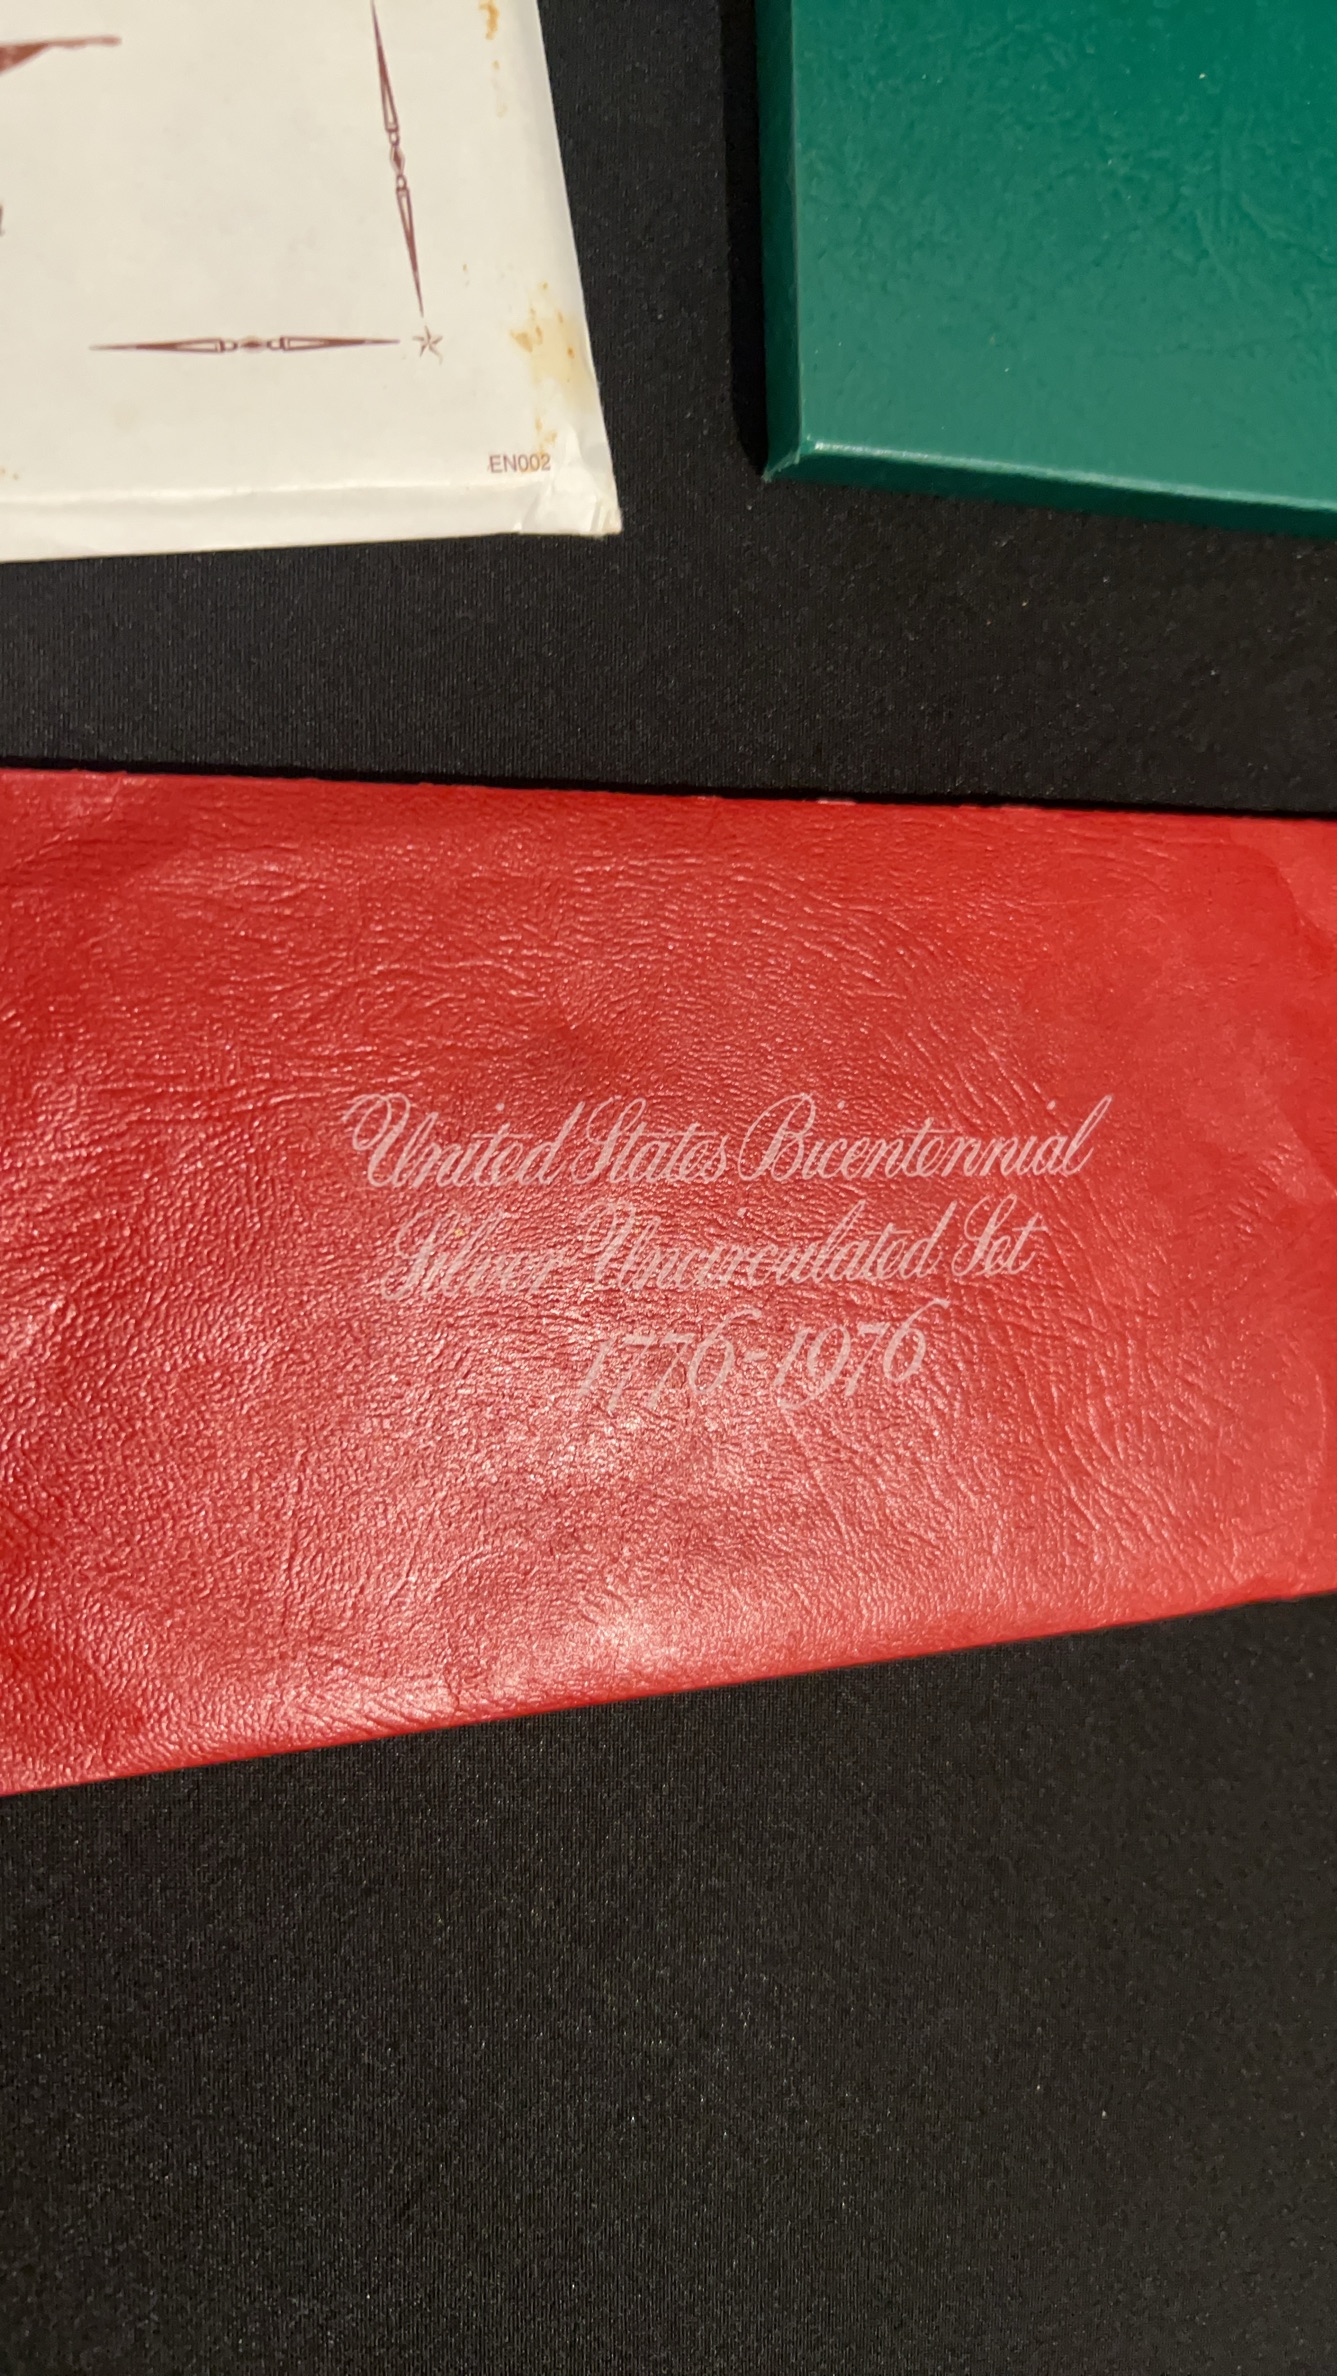 EN002
United States Bicentennial
Silver Uncirculated Set
1776-1976